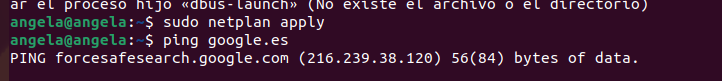 ar el proceso hijo «dbus-launch» (No existe el archivo o el directorio)
angela@angela:~$ sudo netplan apply
angela@angela:~$ ping google.es
PING forcesafesearch.google.com (216.239.38.120) 56(84) bytes of data.